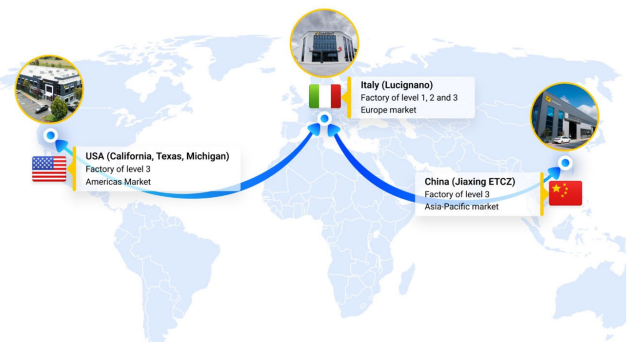 Italy (Lucignano)
Factory of level 1, 2 and 3
Europe market
USA (California, Texas, Michigan)
Factory of level 3
Americas Market
China (Jiaxing ETCZ)
Factory of level 3
Asia-Pacific market